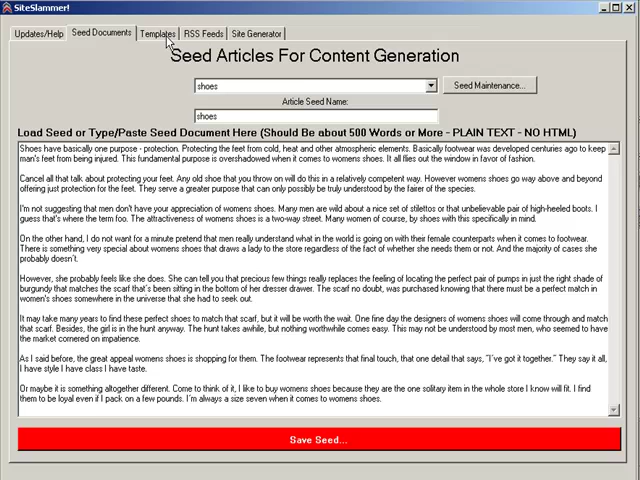 SiteSlammer!
Updates/Help Seed Documents Templates RSS Feeds Site Generator
Seed Articles For Content Generation
shoes Seed Maintenance...
Article Seed Name:
shoes
Load Seed or Type/Paste Seed Document Here (Should be about 500 Words or More - PLAIN TEXT - NO HTML)
Shoes have basically one purpose - protection. Protecting the feet from cold, heat and other atmospheric elements. Basically footwear was developed centuries ago to keep
man's feet from being injured. This fundamental purpose is overshadowed when it comes to womens shoes. It all flies out the window in favor of fashion.
Cancel all that talk about protecting your feet. Any old shoe that you throw on will do this in a relatively competent way. However womens shoes go way above and beyond
offering just protection for the feet. They serve a greater purpose that can only possibly be truly understood by the fairer of the species.
I'm not suggesting that men don't have your appreciation of womens shoes. Many men are wild about a nice set of stilettos or that unbelievable pair of high-heeled boots. I
guess that's where the term foo. The attractiveness of womens shoes is a two-way street. Many women of course, by shoes with this specifically in mind.
On the other hand, I do not want for a minute pretend that men really understand what in the world is going on with their female counterparts when it comes to footwear.
There is something very special about womens shoes that draws a lady to the store regardless of the fact of whether she needs them or not. And the majority of cases she
probably doesn't.
However, she probably feels like she does. She can tell you that precious few things really replaces the feeling of locating the perfect pair of pumps in just the right shade of
burgundy that matches the scarf that's been sitting in the bottom of her dresser drawer. The scarf no doubt, was purchased knowing that there must be a perfect match in
women's shoes somewhere in the universe that she had to seek out.
It may take many years to find these perfect shoes to match that scarf, but it will be worth the wait. One fine day the designers of womens shoes will come through and match
that scarf. Besides, the girl is in the hunt anyway. The hunt takes awhile, but nothing worthwhile comes easy. This may not be understood by most men, who seemed to have
the market cornered on impatience.
As I said before, the great appeal womens shoes is shopping for them. The footwear represents that final touch, that one detail that says, "I've got it together." They say it all,
I have style I have class I have taste.
Or maybe it is something altogether different. Come to think of it, I like to buy womens shoes because they are the one solitary item in the whole store I know will fit. I find
them to be loyal even if I pack on a few pounds. I'm always a size seven when it comes to womens shoes.
Save Seed...